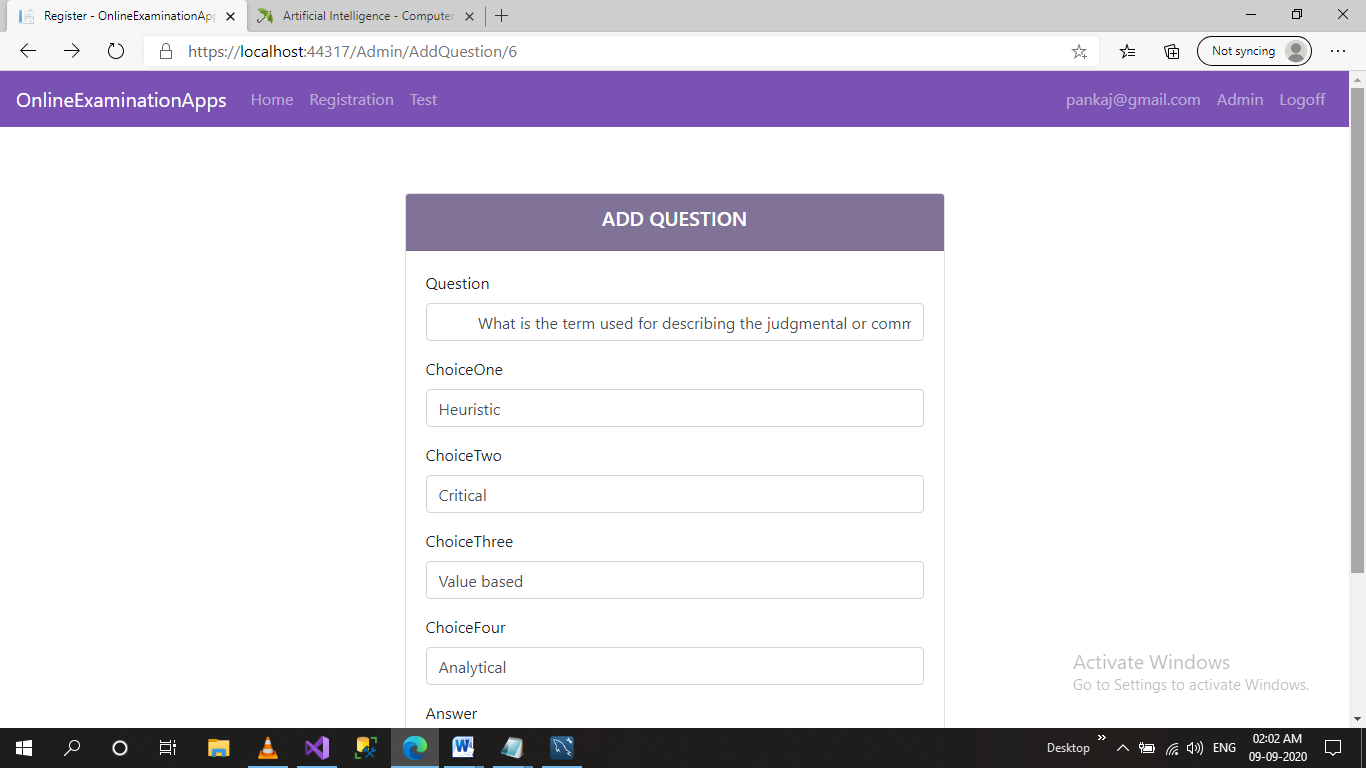 Register - OnlineExaminationApp
Artificial Intelligence - Computer
https://localhost:44317/Admin/AddQuestion/6
Not syncing
OnlineExaminationApps Home Registration Test pankaj@gmail.com Admin Logoff
ADD QUESTION
Question
What is the term used for describing the judgmental or comm
ChoiceOne
Heuristic
ChoiceTwo
Critical
ChoiceThree
Value based
ChoiceFour
Analytical
Answer
Activate Windows
Go to Settings to activate Windows.
Desktop
ENG
02:02 AM
09-09-2020